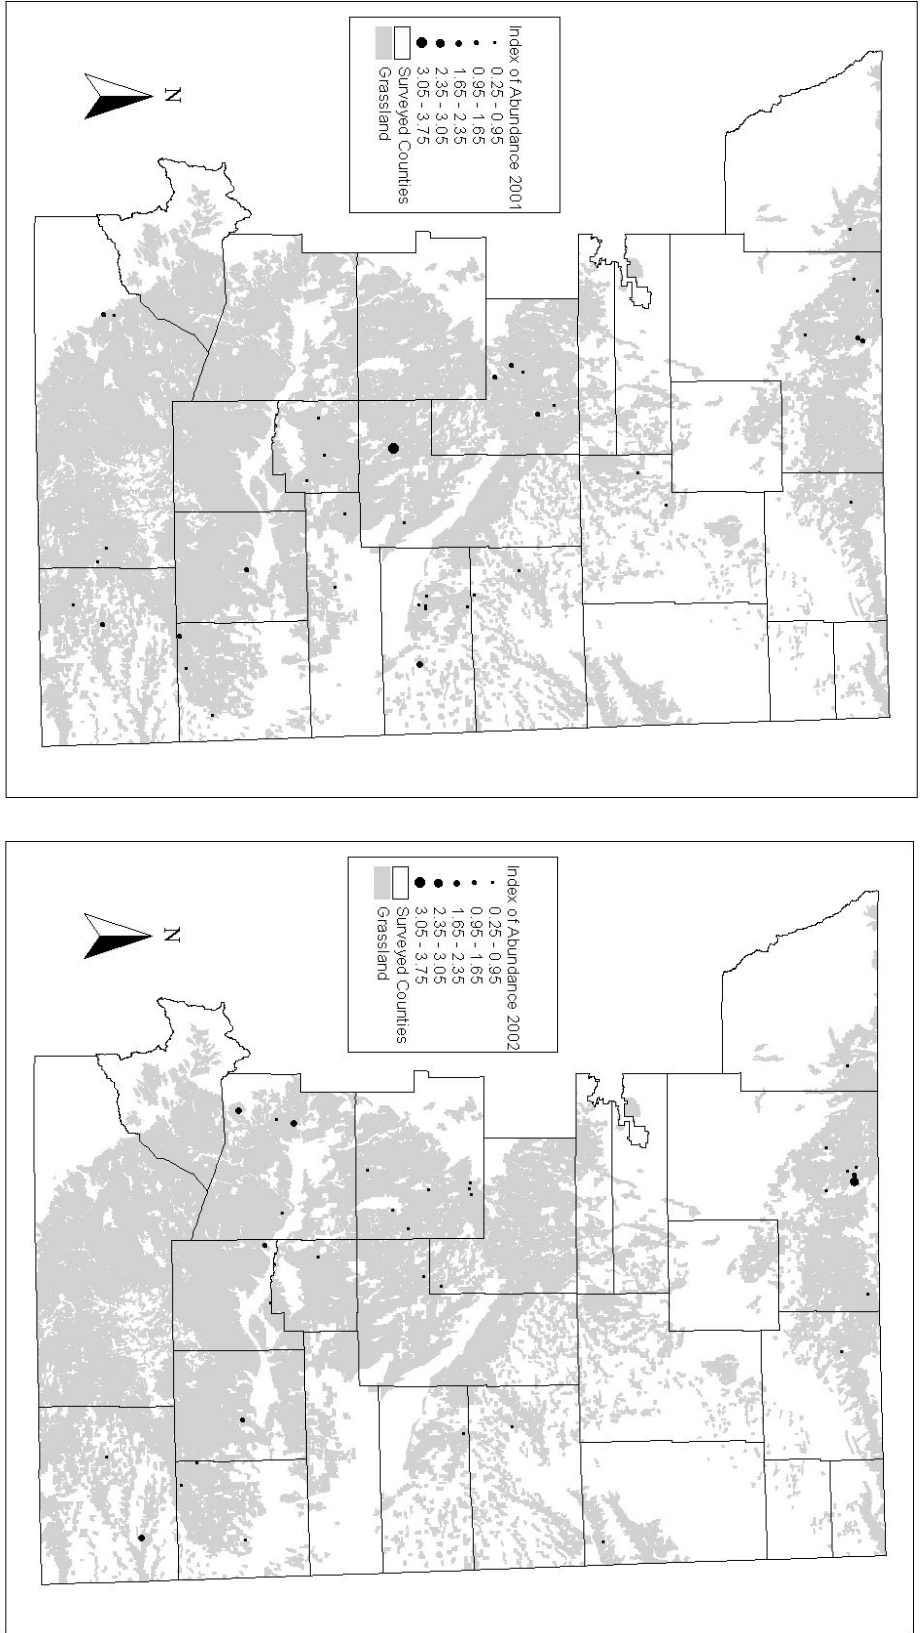 Index of Abundance 2001
0.25 - 0.95
0.95 - 1.65
1.65 - 2.35
2.35 - 3.05
3.05 - 3.75
Surveyed Counties
Grassland
N
Index of Abundance 2002
0.25 - 0.95
0.95 - 1.65
1.65 - 2.35
2.35 - 3.05
3.05 - 3.75
Surveyed Counties
Grassland
N